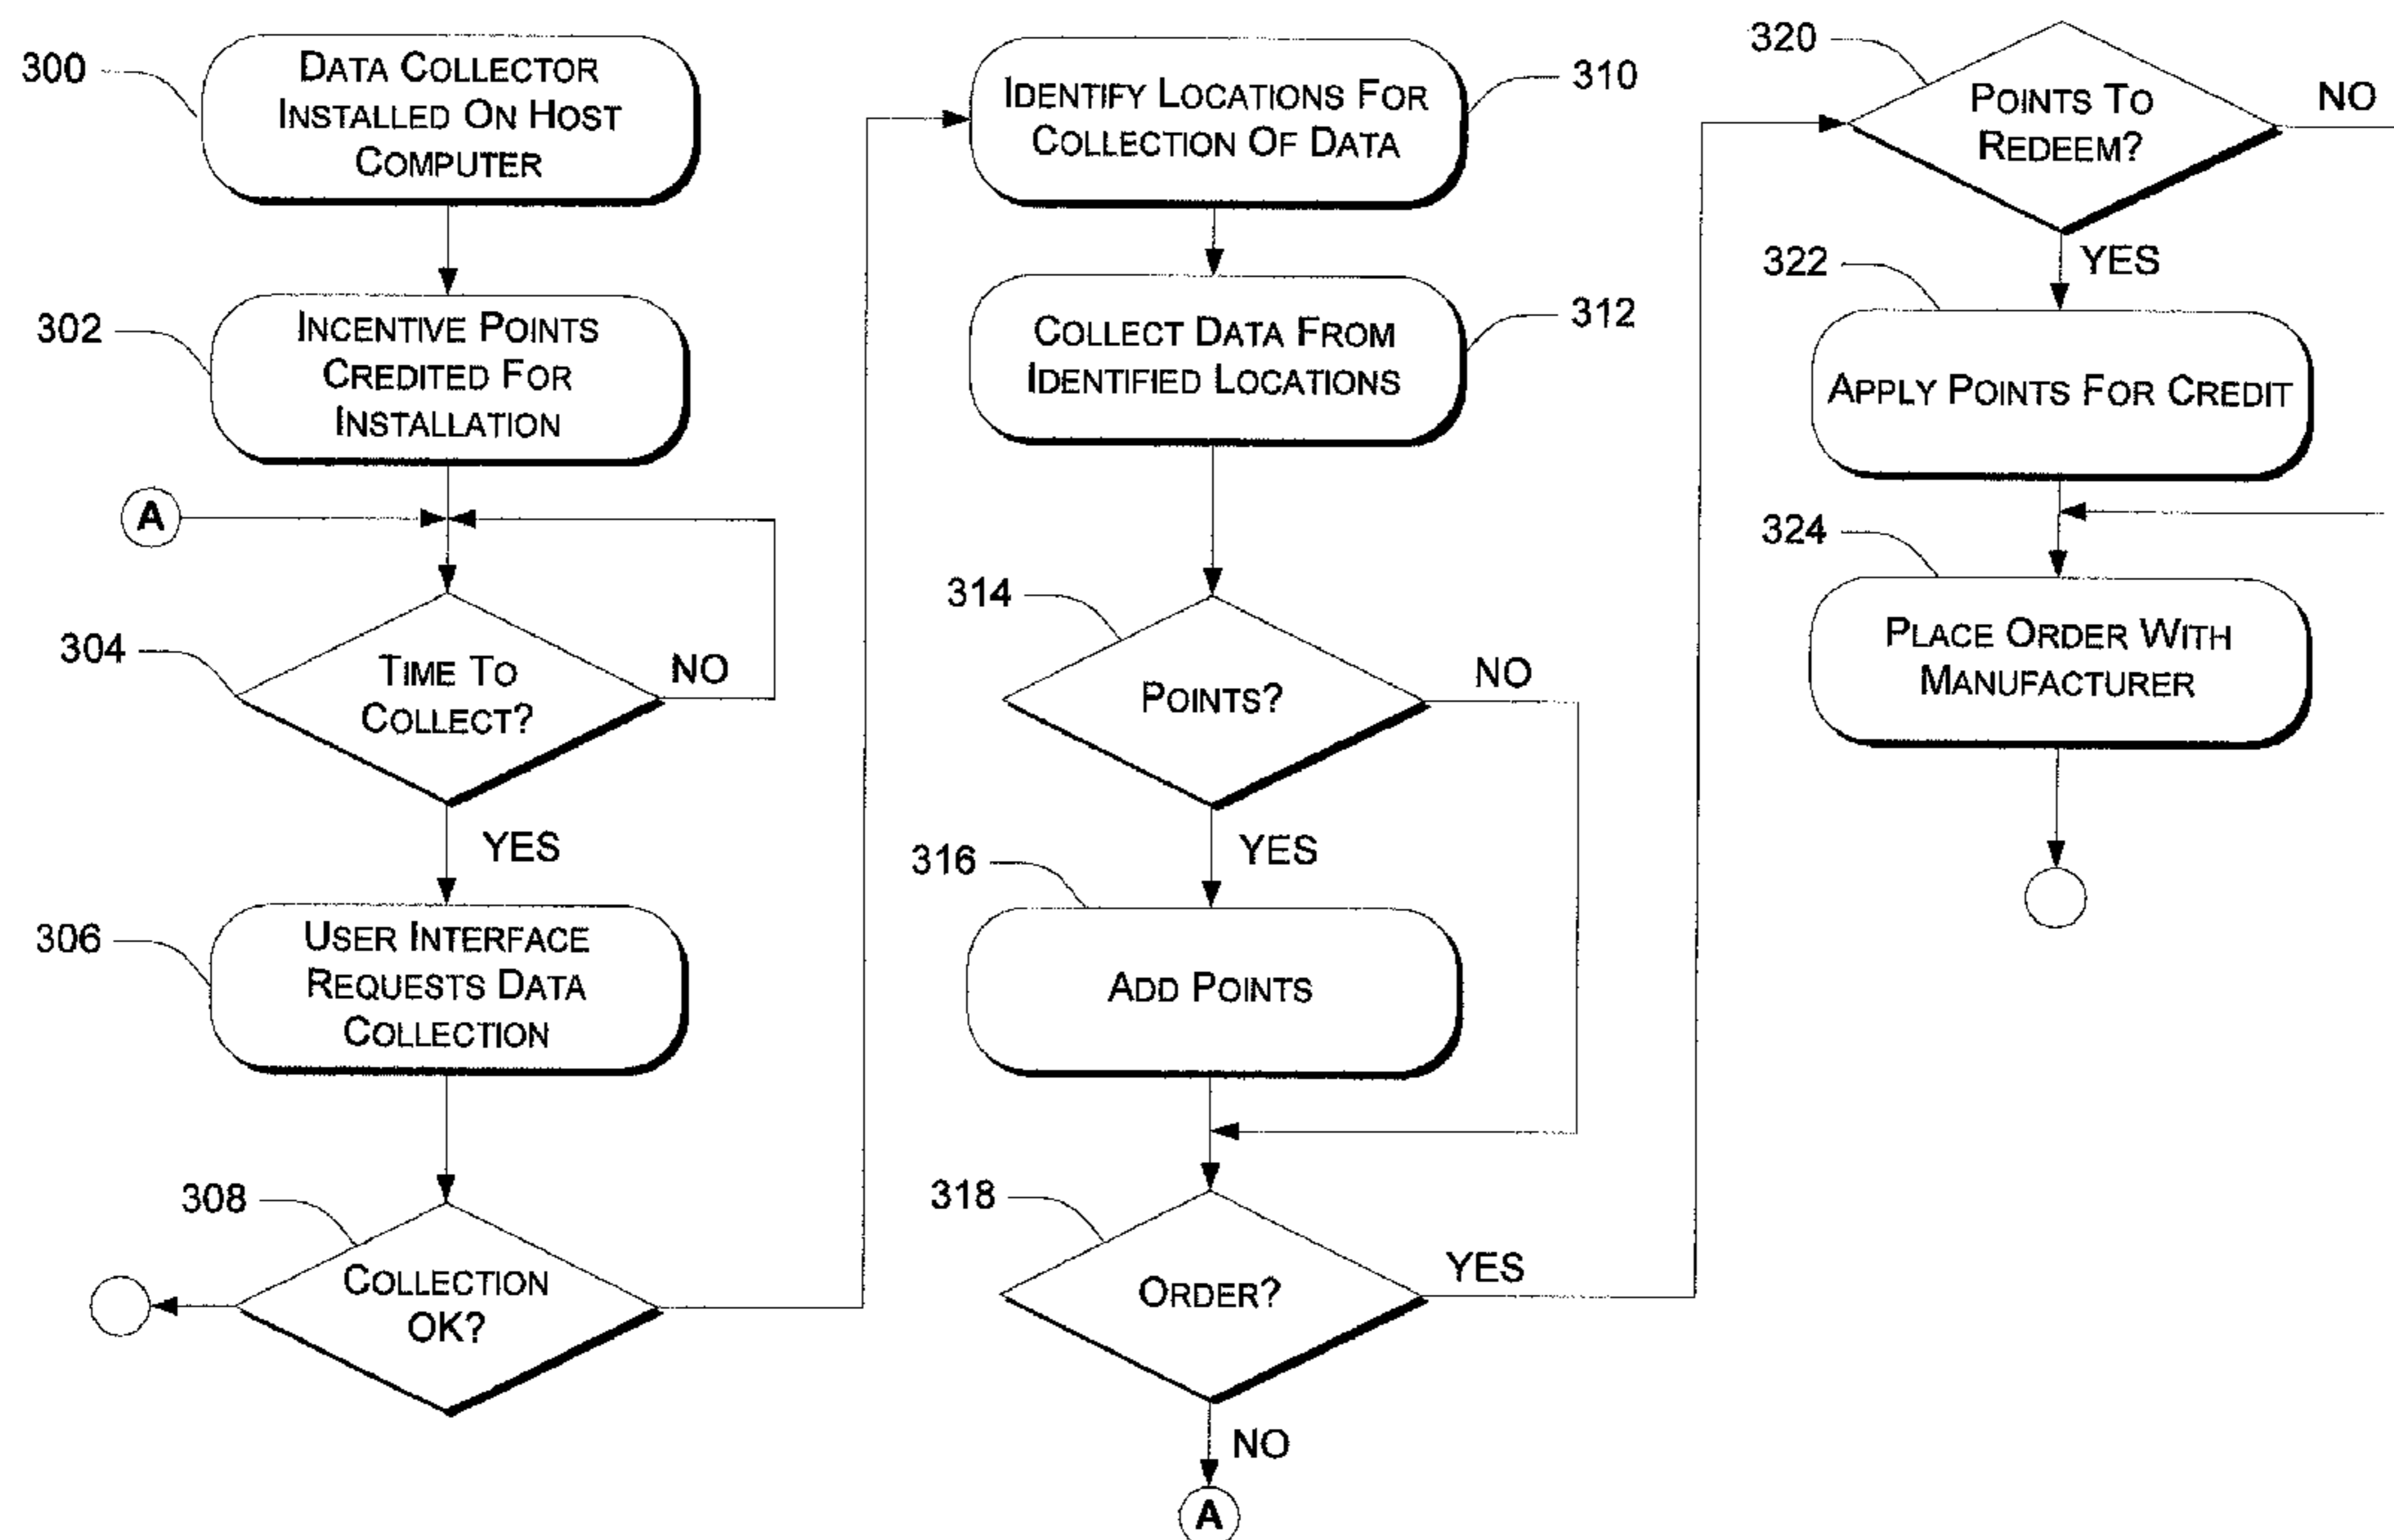 300
DATA COLLECTOR
INSTALLED ON HOST
COMPUTER
302
INCENTIVE POINTS
CREDITED FOR
INSTALLATION
A
304
TIME TO
COLLECT?
NO
YES
306
USER INTERFACE
REQUESTS DATA
COLLECTION
308
COLLECTION
OK?
IDENTIFY LOCATIONS FOR
COLLECTION OF DATA
310
COLLECT DATA FROM
IDENTIFIED LOCATIONS
312
314
POINTS?
NO
YES
316
ADD POINTS
318
ORDER?
YES
NO
A
320
POINTS TO
REDEEM?
NO
YES
322
APPLY POINTS FOR CREDIT
324
PLACE ORDER WITH
MANUFACTURER